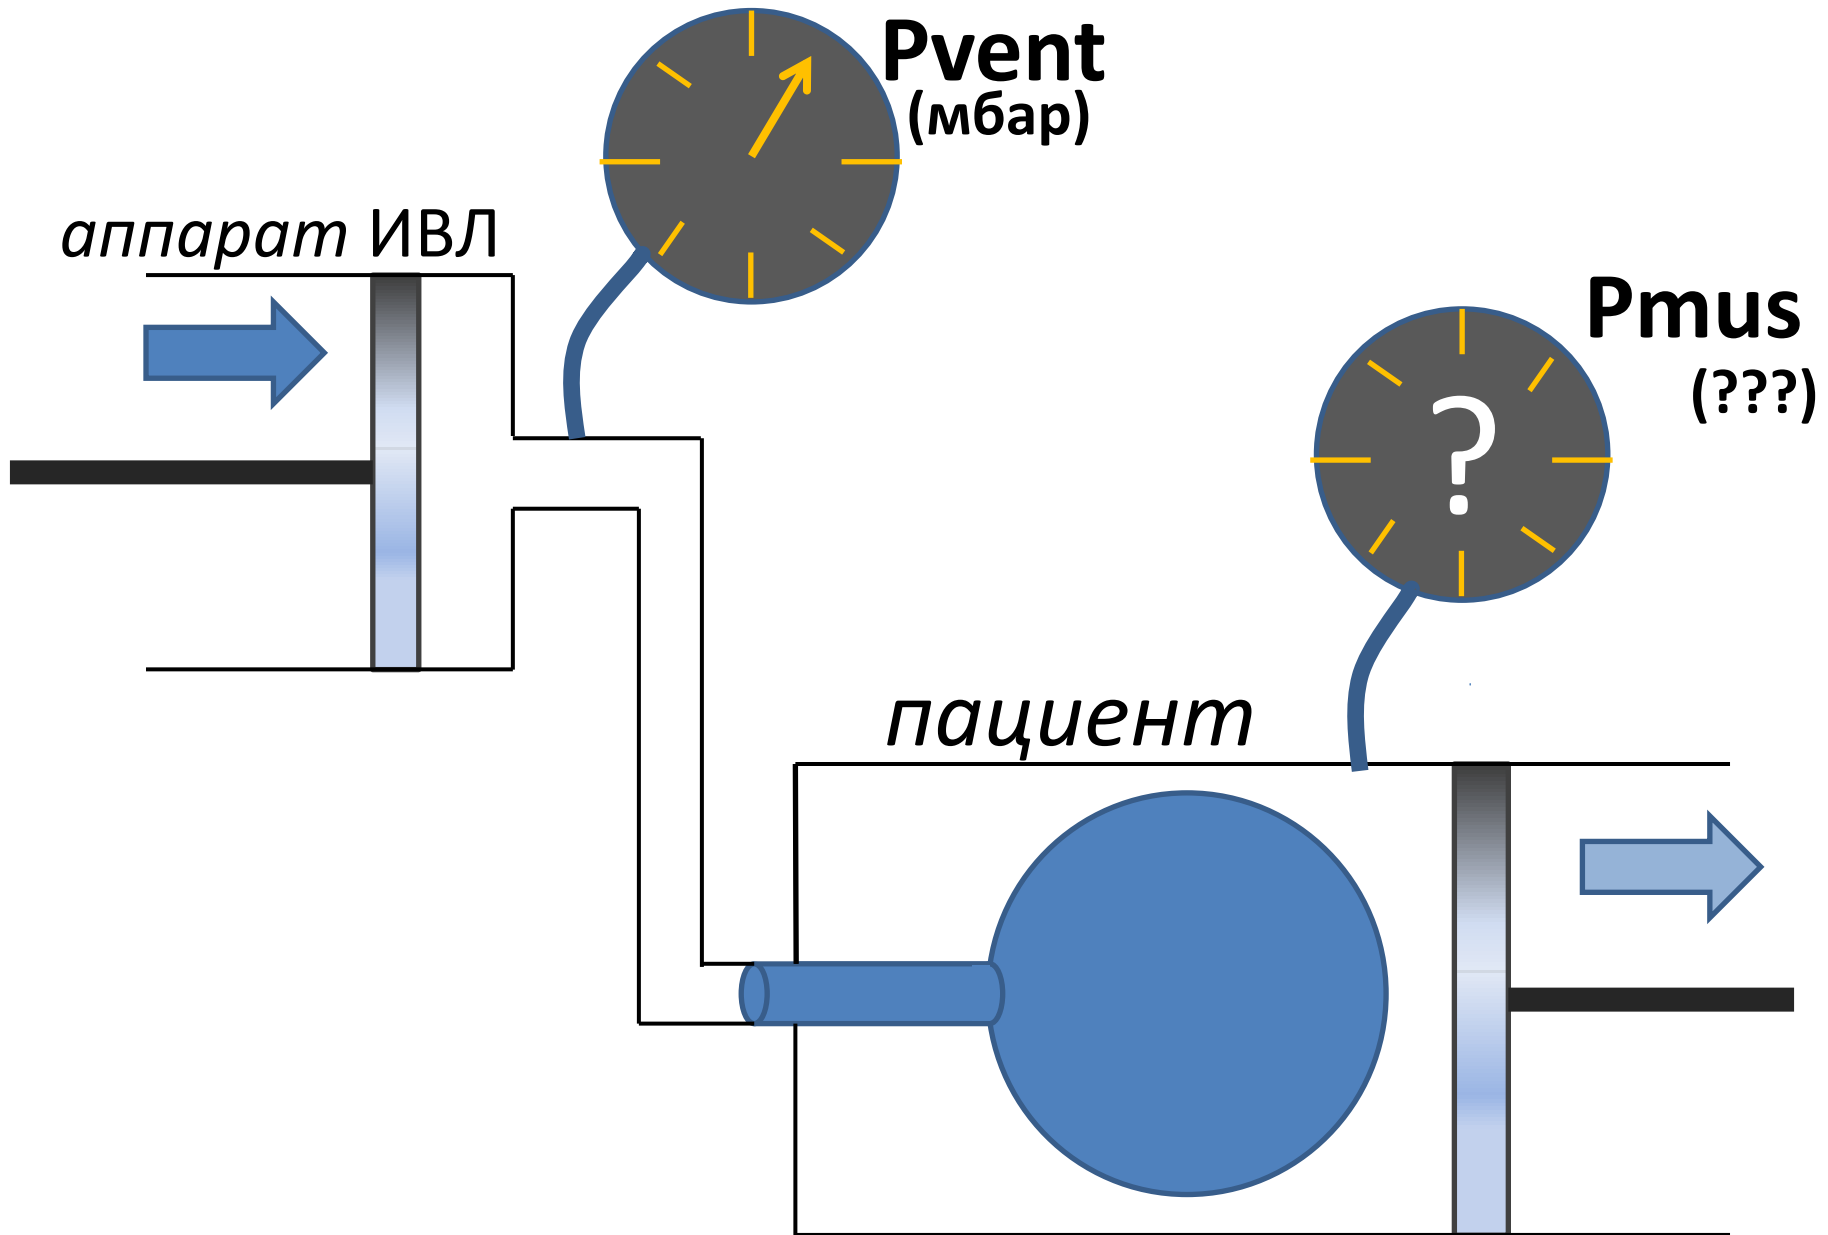 Pvent
(мбар)
аппарат ИВЛ
Pmus
(???)
?
пациент